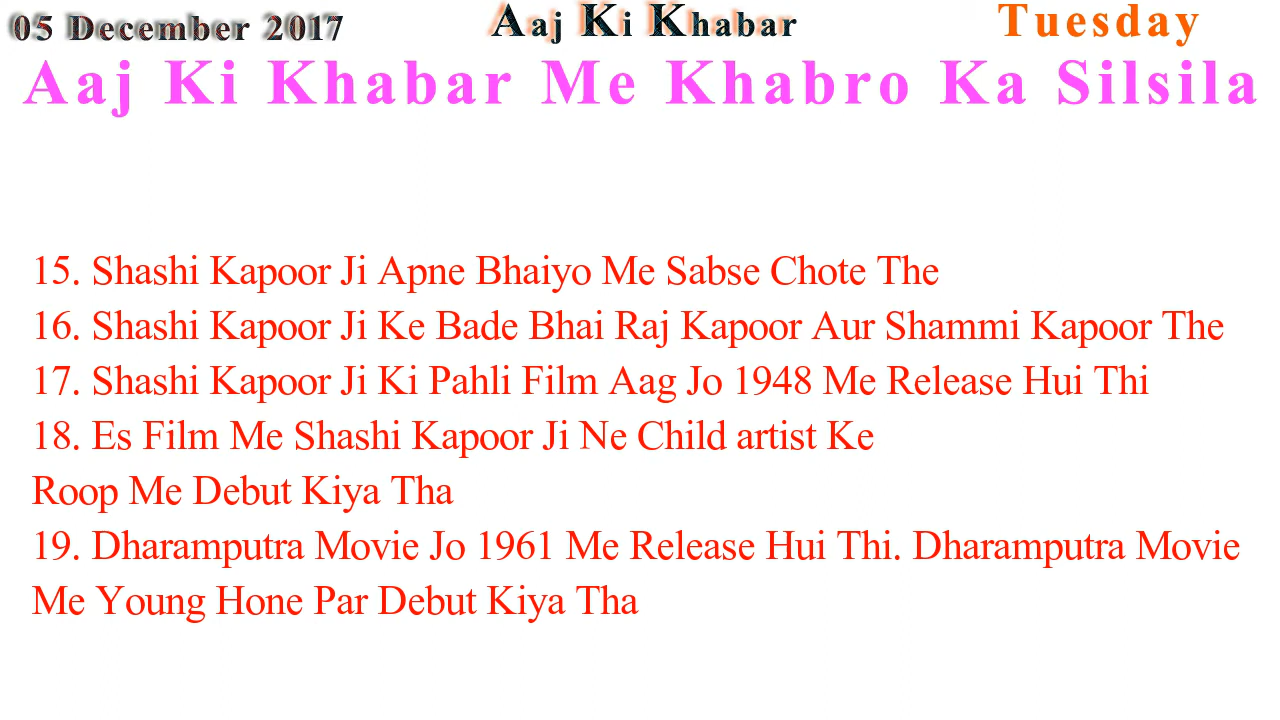 05 December 2017 Aaj Ki Khabar Tuesday
Aaj Ki Khabar Me Khabro Ka Silsila
15. Shashi Kapoor Ji Apne Bhaiyo Me Sabse Chote The
16. Shashi Kapoor Ji Ke Bade Bhai Raj Kapoor Aur Shammi Kapoor The
17. Shashi Kapoor Ji Ki Pahli Film Aag Jo 1948 Me Release Hui Thi
18. Es Film Me Shashi Kapoor Ji Ne Child artist Ke
Roop Me Debut Kiya Tha
19. Dharamputra Movie Jo 1961 Me Release Hui Thi. Dharamputra Movie
Me Young Hone Par Debut Kiya Tha